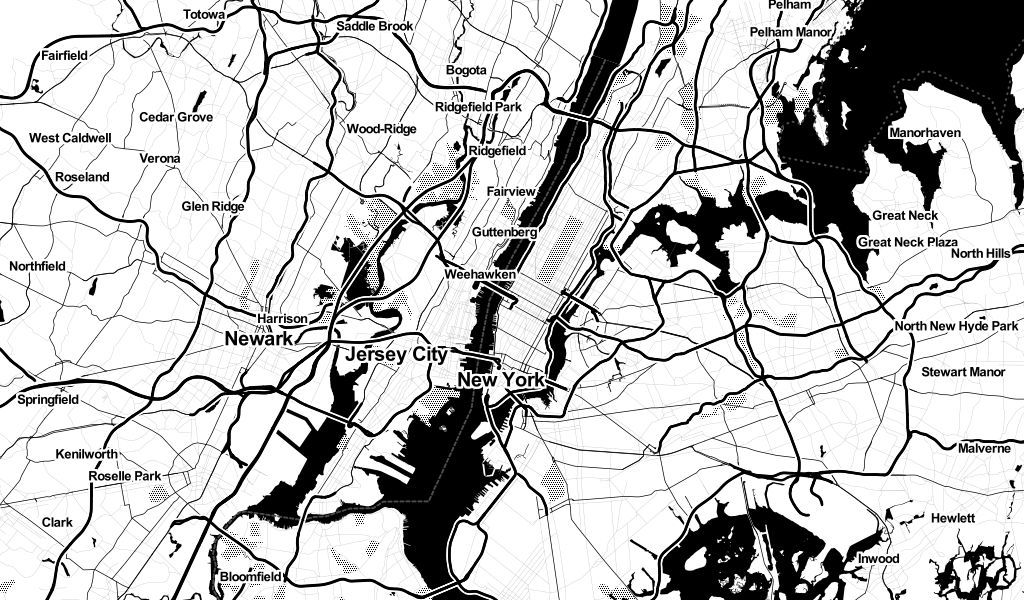 Pelham
Totowa
Saddle Brook
Pelham Manor
Fairfield
Bogota
Ridgefield Park
Cedar Grove
Wood-Ridge
Manorhaven
West Caldwell
Ridgefield
Verona
Roseland
Fairview
Glen Ridge
Great Neck
Guttenberg
Great Neck Plaza
North Hills
Northfield
Weehawken
Harrison
North New Hyde Park
Newark
Jersey City
Stewart Manor
New York
Springfield
Malverne
Kenilworth
Roselle Park
Clark
Hewlett
Inwood
Bloomfield